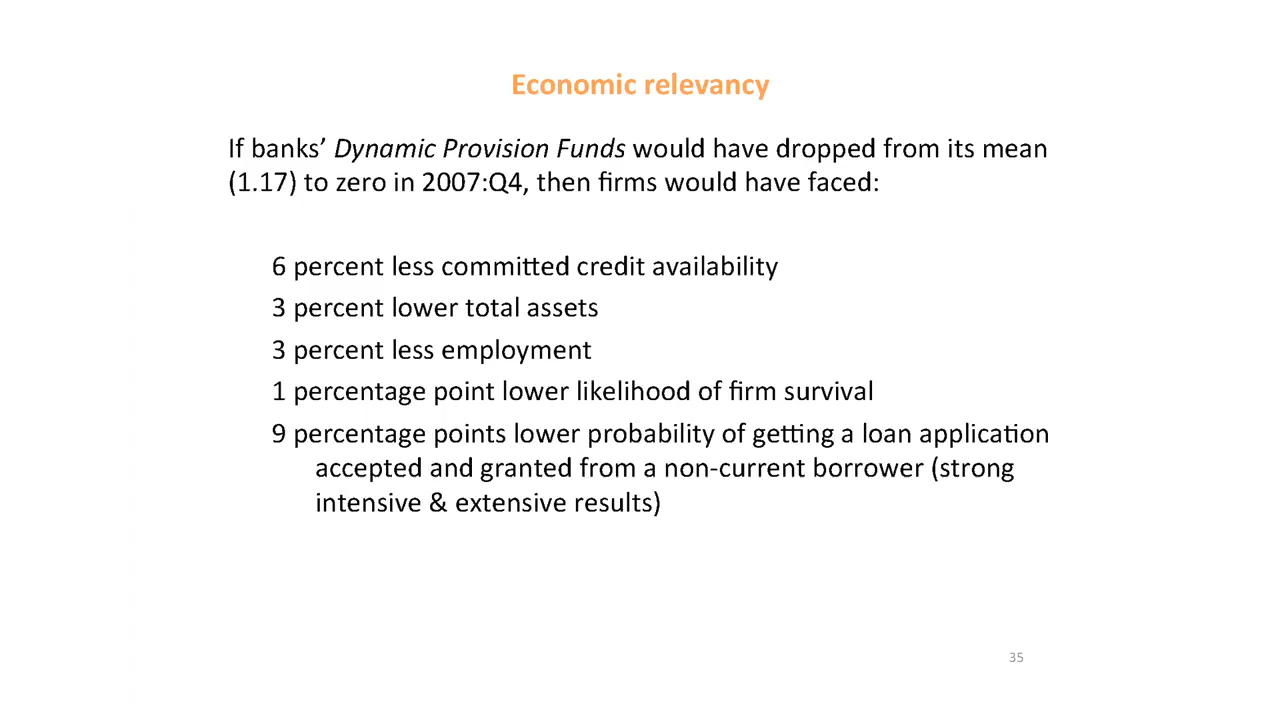 Economic relevancy
If banks’ Dynamic Provision Funds would have dropped from its mean
(1.17) to zero in 2007:Q4, then firms would have faced:
6 percent less committed credit availability
3 percent lower total assets
3 percent less employment
1 percentage point lower likelihood of firm survival
9 percentage points lower probability of getting a loan application
accepted and granted from a non-current borrower (strong
intensive & extensive results)
35